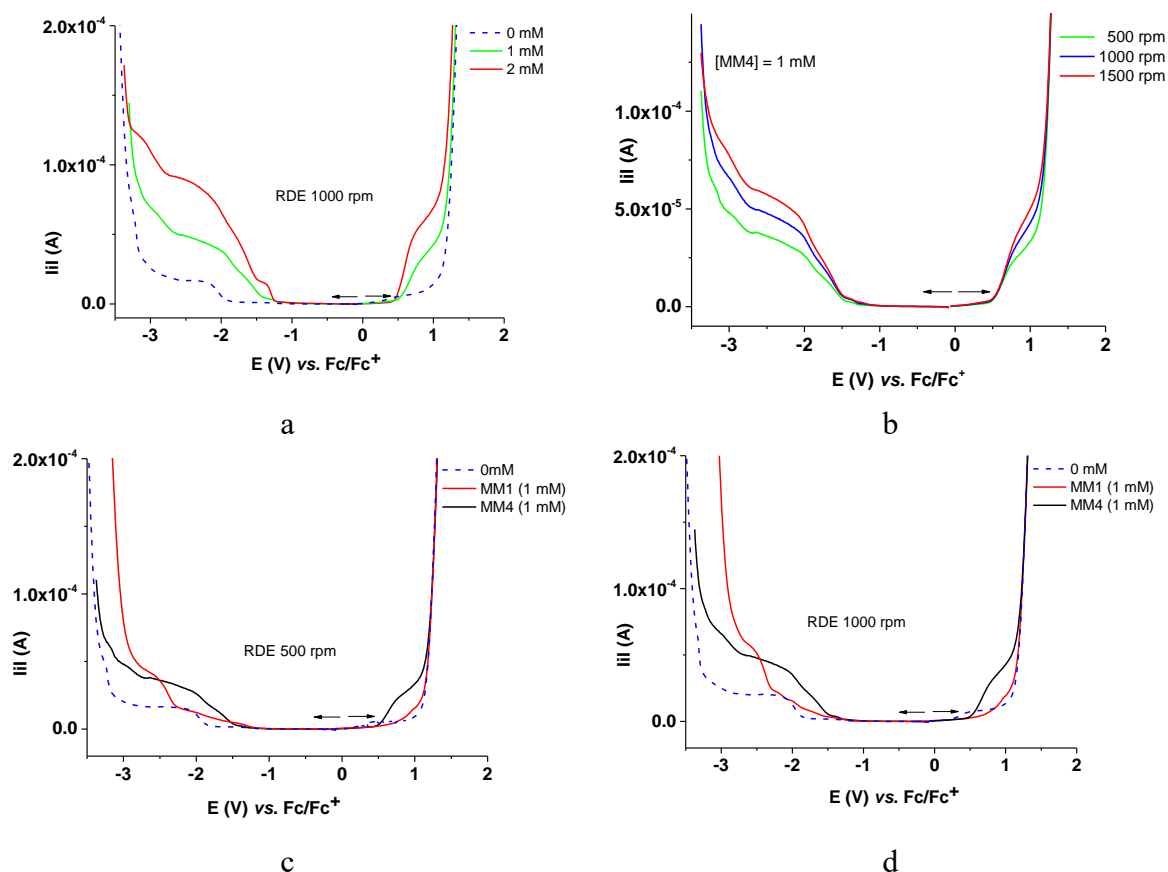 2.0x10-4
1.0x10-4
0.0
IiI (A)
0 mM
1 mM
2 mM
RDE 1000 rpm
-3 -2 -1 0 1 2
E (V) vs. Fc/Fc+
a
1.0x10-4
5.0x10-5
0.0
IiI (A)
[MM4] = 1 mM
500 rpm
1000 rpm
1500 rpm
-3 -2 -1 0 1 2
E (V) vs. Fc/Fc+
b
2.0x10-4
1.0x10-4
0.0
IiI (A)
0mM
MM1 (1 mM)
MM4 (1 mM)
RDE 500 rpm
-3 -2 -1 0 1 2
E (V) vs. Fc/Fc+
c
2.0x10-4
1.0x10-4
0.0
IiI (A)
0 mM
MM1 (1 mM)
MM4 (1 mM)
RDE 1000 rpm
-3 -2 -1 0 1 2
E (V) vs. Fc/Fc+
d